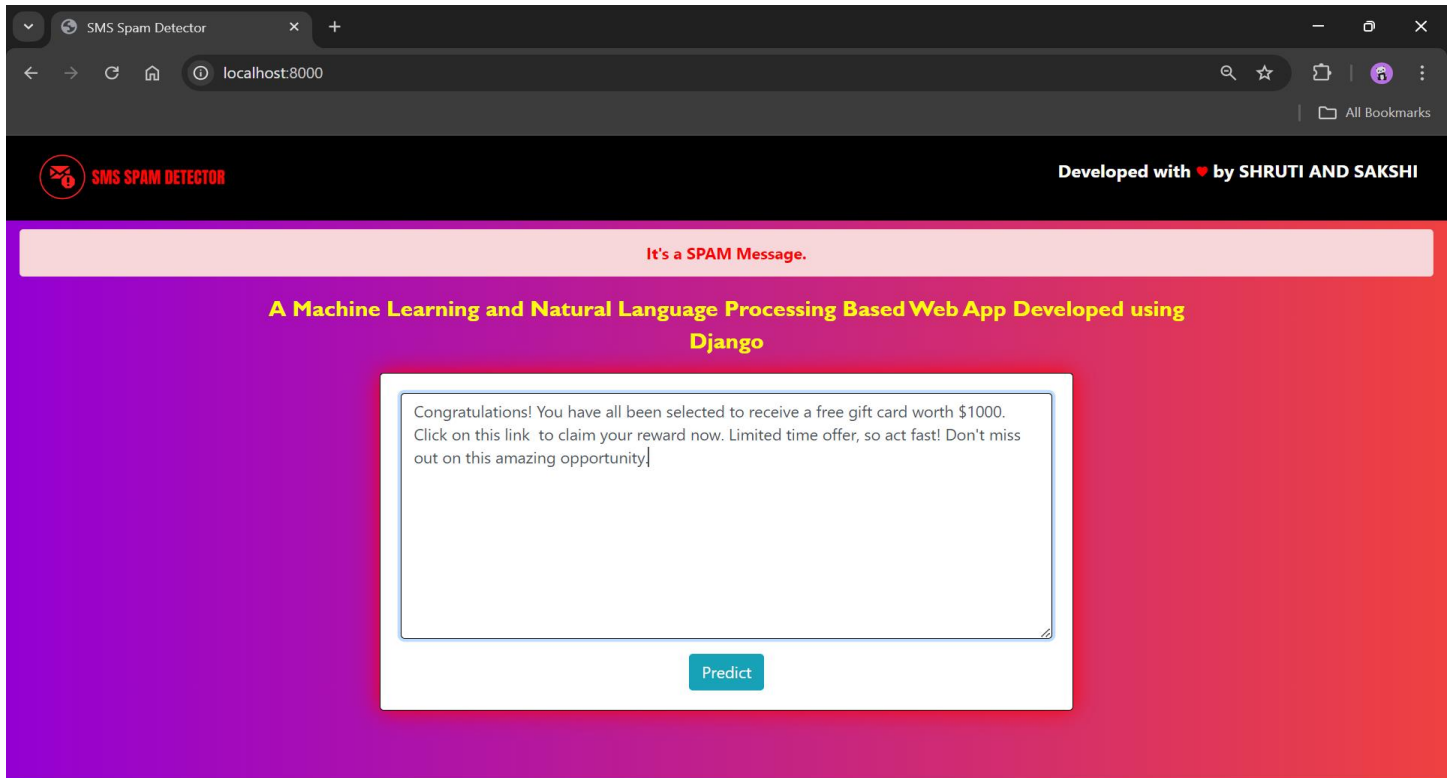 SMS Spam Detector
localhost:8000
All Bookmarks
SMS SPAM DETECTOR
Developed with ♥ by SHRUTI AND SAKSHI
It's a SPAM Message.
A Machine Learning and Natural Language Processing Based Web App Developed using
Django
Congratulations! You have all been selected to receive a free gift card worth $1000.
Click on this link  to claim your reward now. Limited time offer, so act fast! Don't miss
out on this amazing opportunity.
Predict